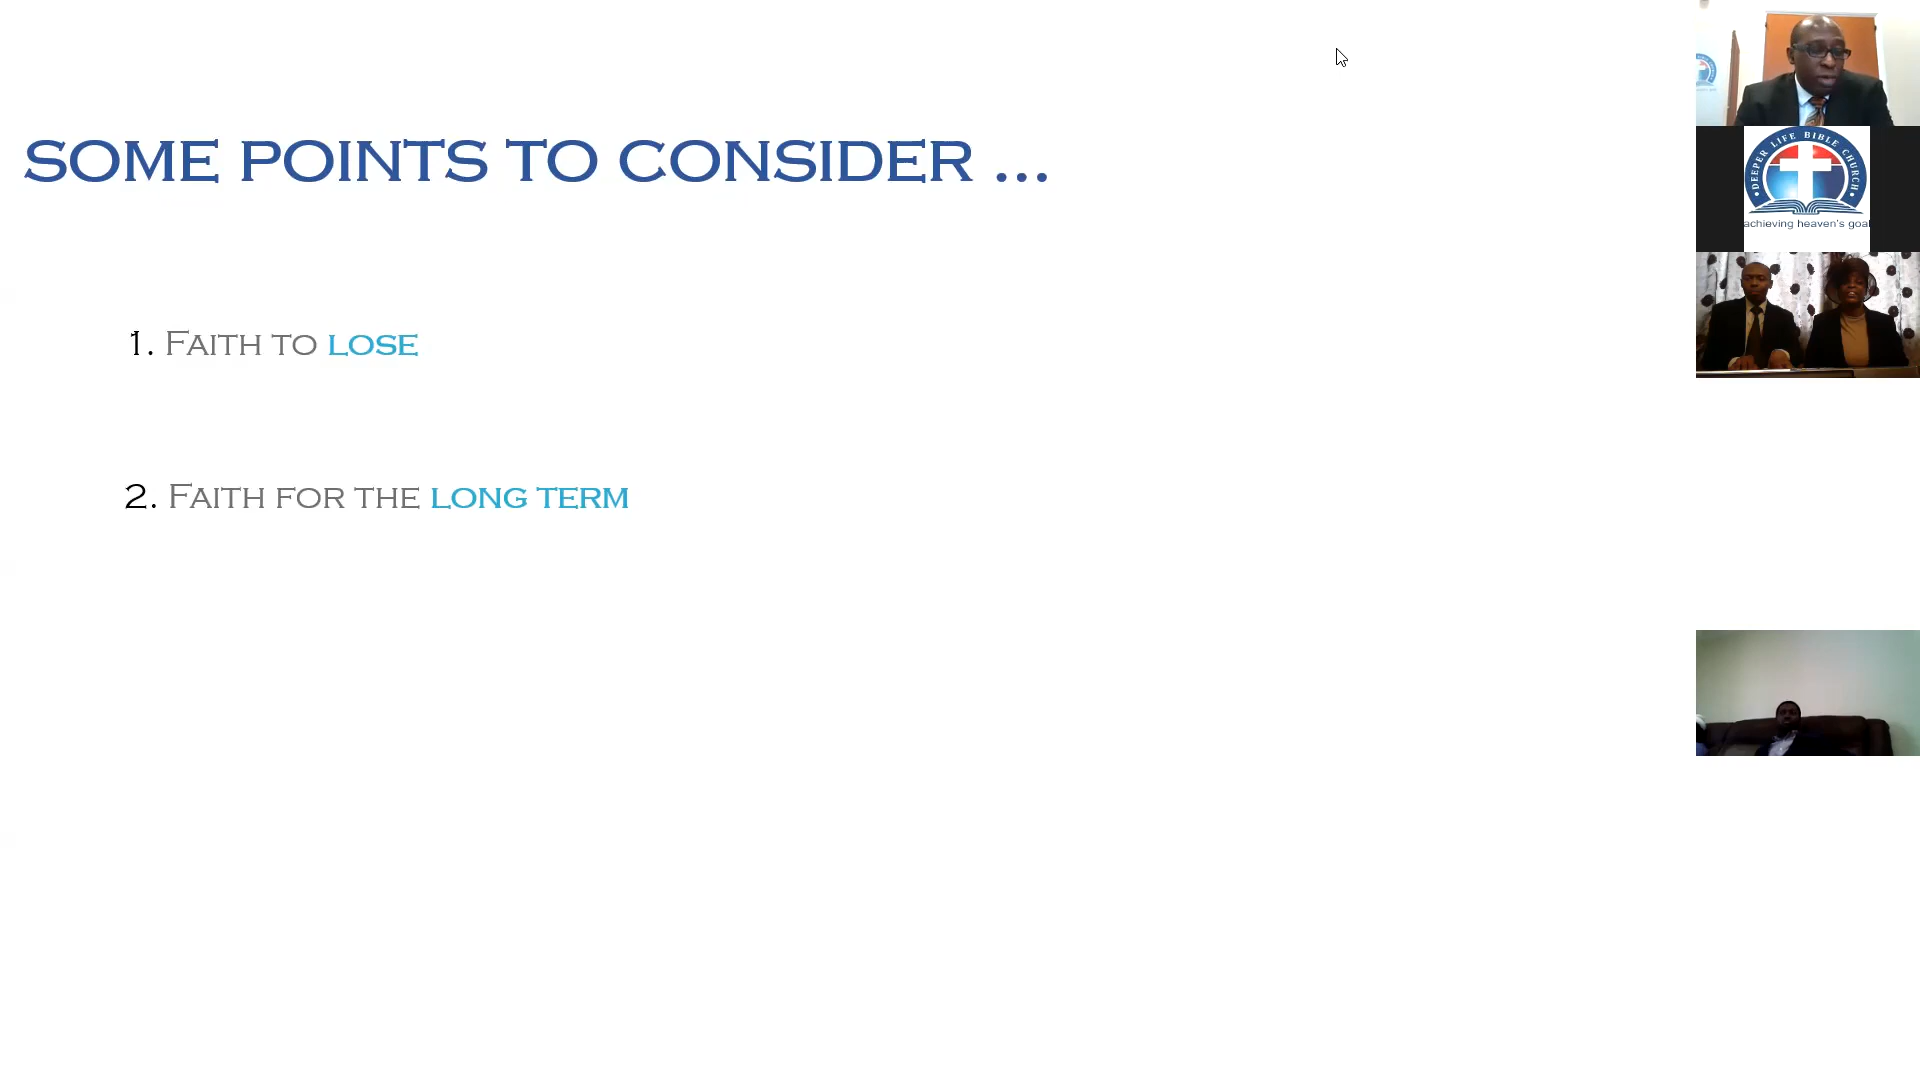 SOME POINTS TO CONSIDER ...
1. FAITH TO LOSE
2. FAITH FOR THE LONG TERM
• DEEPER LIFE BIBLE CHURCH •
achieving heaven's goal